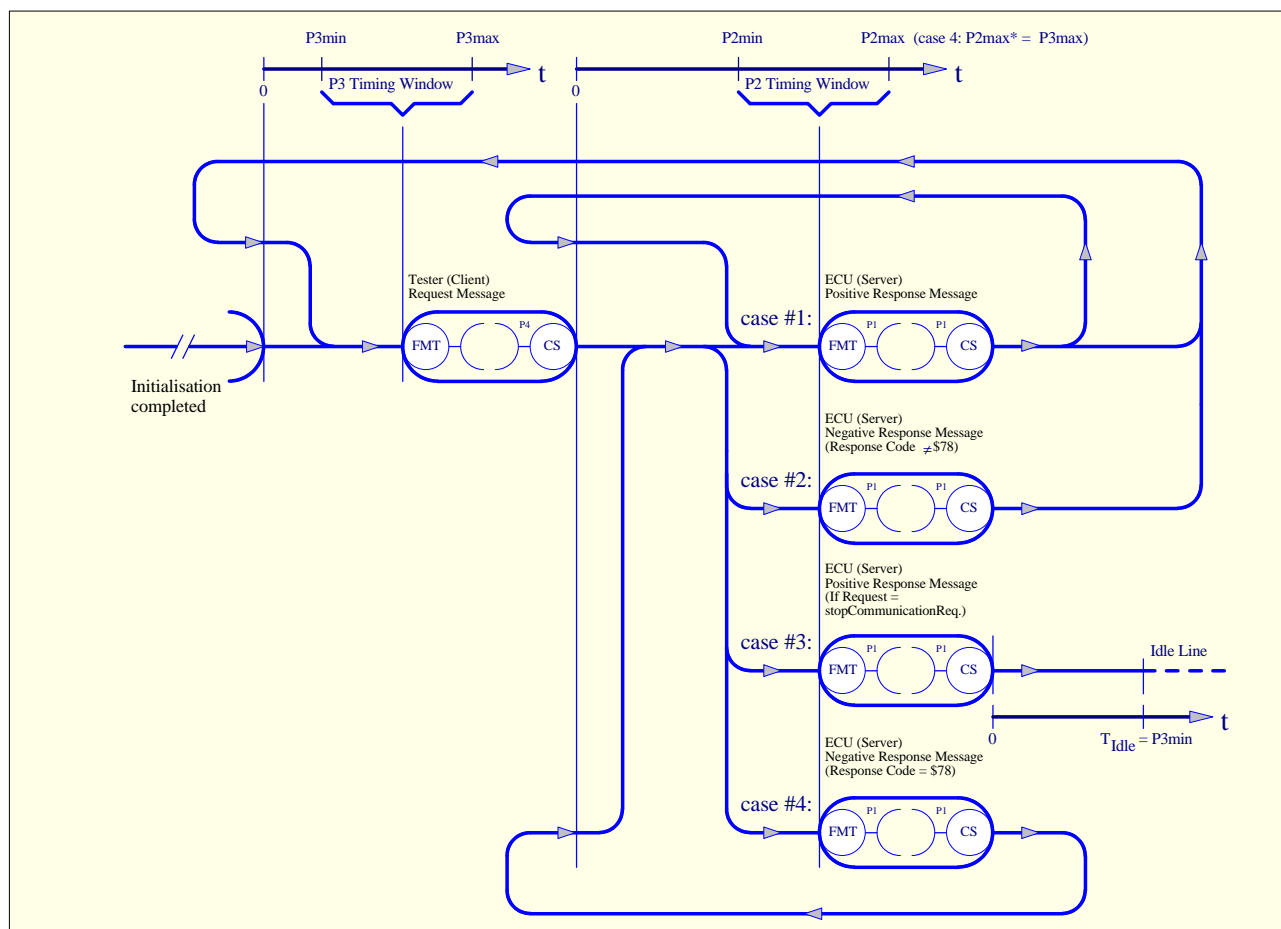 P3min P3max P2min P2max (case 4: P2max* = P3max)
t t
P3 Timing Window P2 Timing Window
0 0
Tester (Client)
Request Message
FMT P4 CS
Initialisation
completed
ECU (Server)
Positive Response Message
case #1:
FMT P1 P1 CS
ECU (Server)
Negative Response Message
(Response Code ≠$78)
case #2:
FMT P1 P1 CS
ECU (Server)
Positive Response Message
(If Request =
stopCommunicationReq.)
case #3:
FMT P1 P1 CS
Idle Line
t
0 TIdle = P3min
ECU (Server)
Negative Response Message
(Response Code = $78)
case #4:
FMT P1 P1 CS